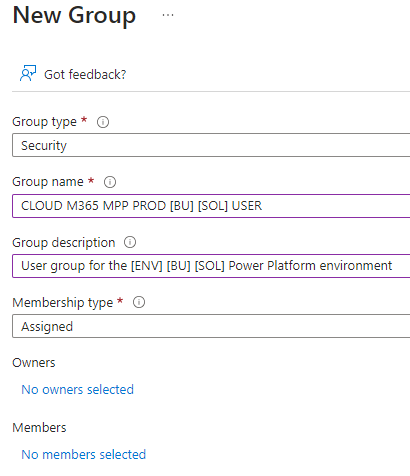 New Group ...
Got feedback?
Group type *
Security
Group name *
CLOUD M365 MPP PROD [BU] [SOL] USER
Group description
User group for the [ENV] [BU] [SOL] Power Platform environment
Membership type *
Assigned
Owners
No owners selected
Members
No members selected